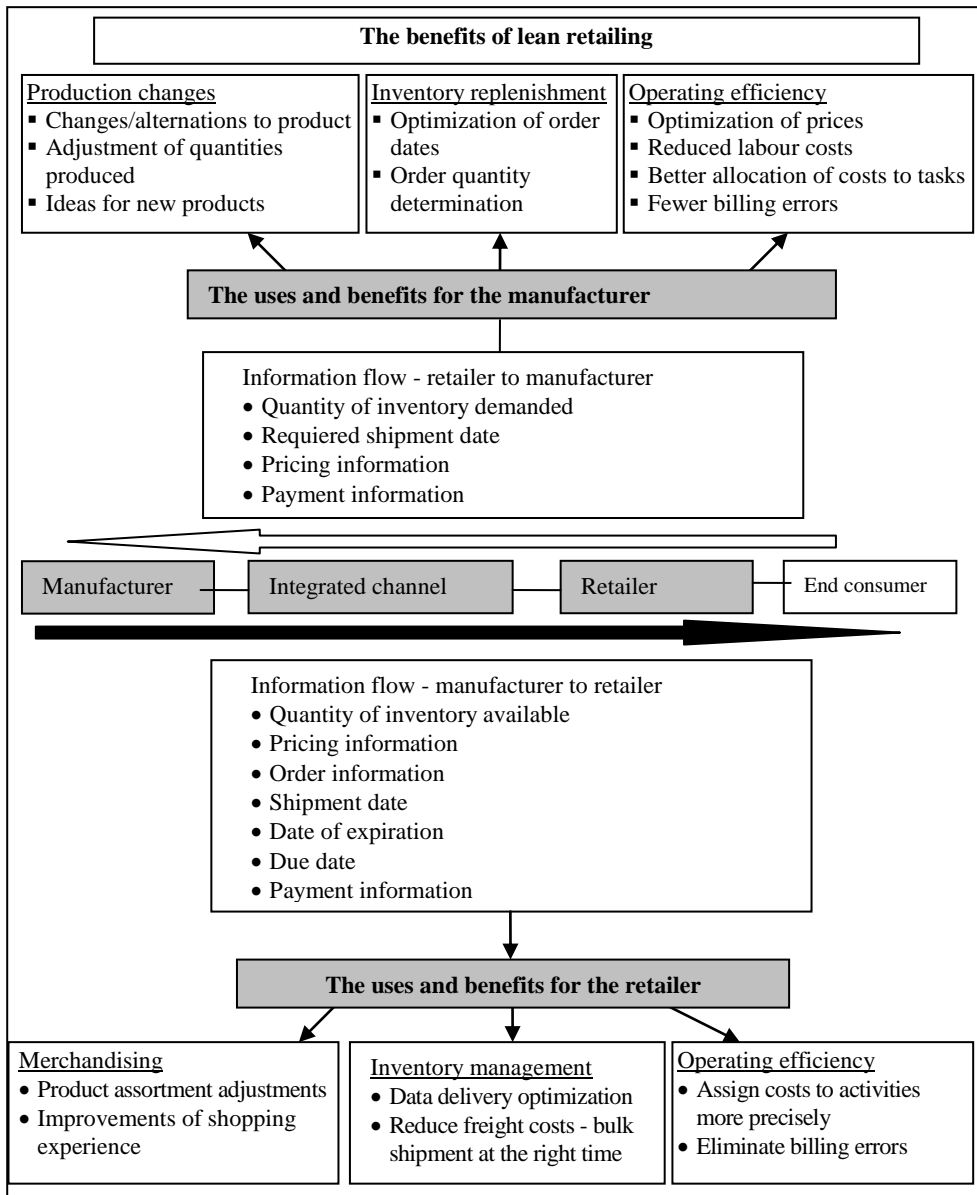 The benefits of lean retailing
Production changes
▪ Changes/alternations to product
▪ Adjustment of quantities
produced
▪ Ideas for new products
Inventory replenishment
▪ Optimization of order
dates
▪ Order quantity
determination
Operating efficiency
▪ Optimization of prices
▪ Reduced labour costs
▪ Better allocation of costs to tasks
▪ Fewer billing errors
The uses and benefits for the manufacturer
Information flow - retailer to manufacturer
• Quantity of inventory demanded
• Requiered shipment date
• Pricing information
• Payment information
Manufacturer
Integrated channel
Retailer
End consumer
Information flow - manufacturer to retailer
• Quantity of inventory available
• Pricing information
• Order information
• Shipment date
• Date of expiration
• Due date
• Payment information
The uses and benefits for the retailer
Merchandising
• Product assortment adjustments
• Improvements of shopping
experience
Inventory management
• Data delivery optimization
• Reduce freight costs - bulk
shipment at the right time
Operating efficiency
• Assign costs to activities
more precisely
• Eliminate billing errors